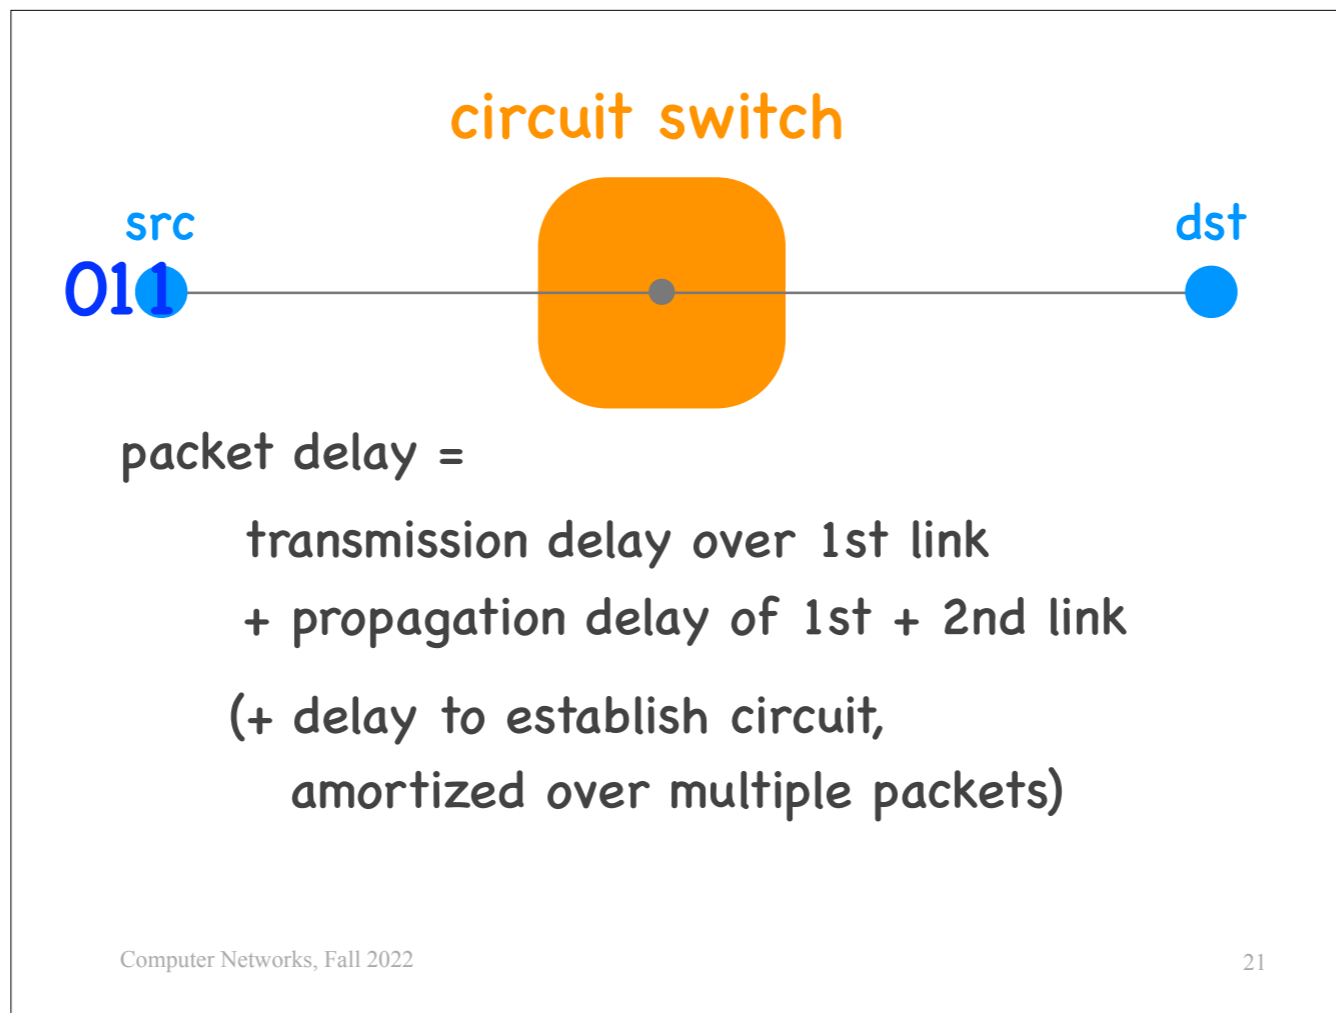 circuit switch
src
dst
011
packet delay =
transmission delay over 1st link
+ propagation delay of 1st + 2nd link
(+ delay to establish circuit,
amortized over multiple packets)
Computer Networks, Fall 2022
21